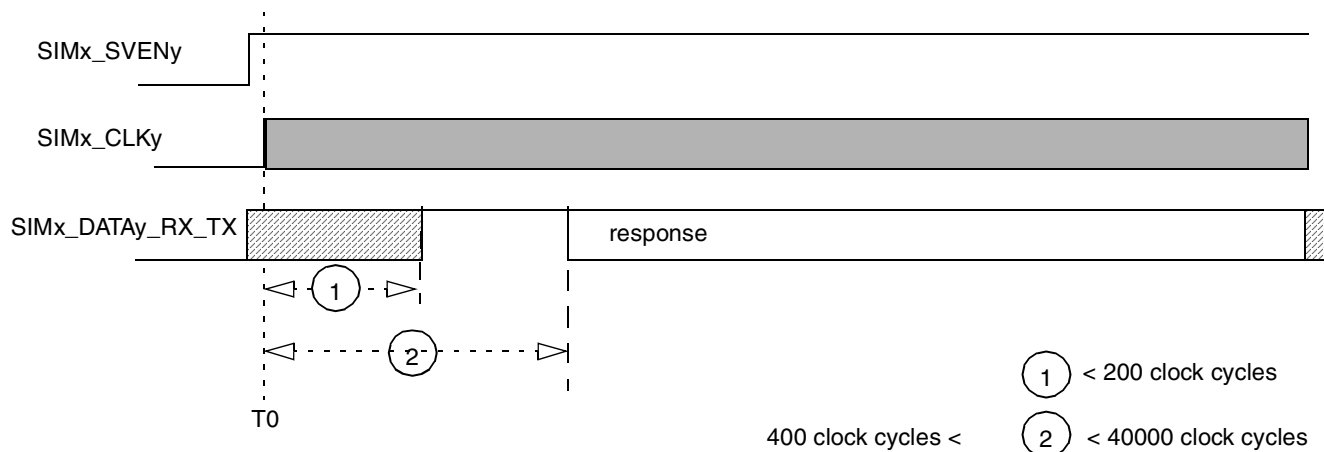 SIMx_SVENy
SIMx_CLKy
SIMx_DATAy_RX_TX
response
1
2
T0
1 < 200 clock cycles
400 clock cycles < 2 < 40000 clock cycles